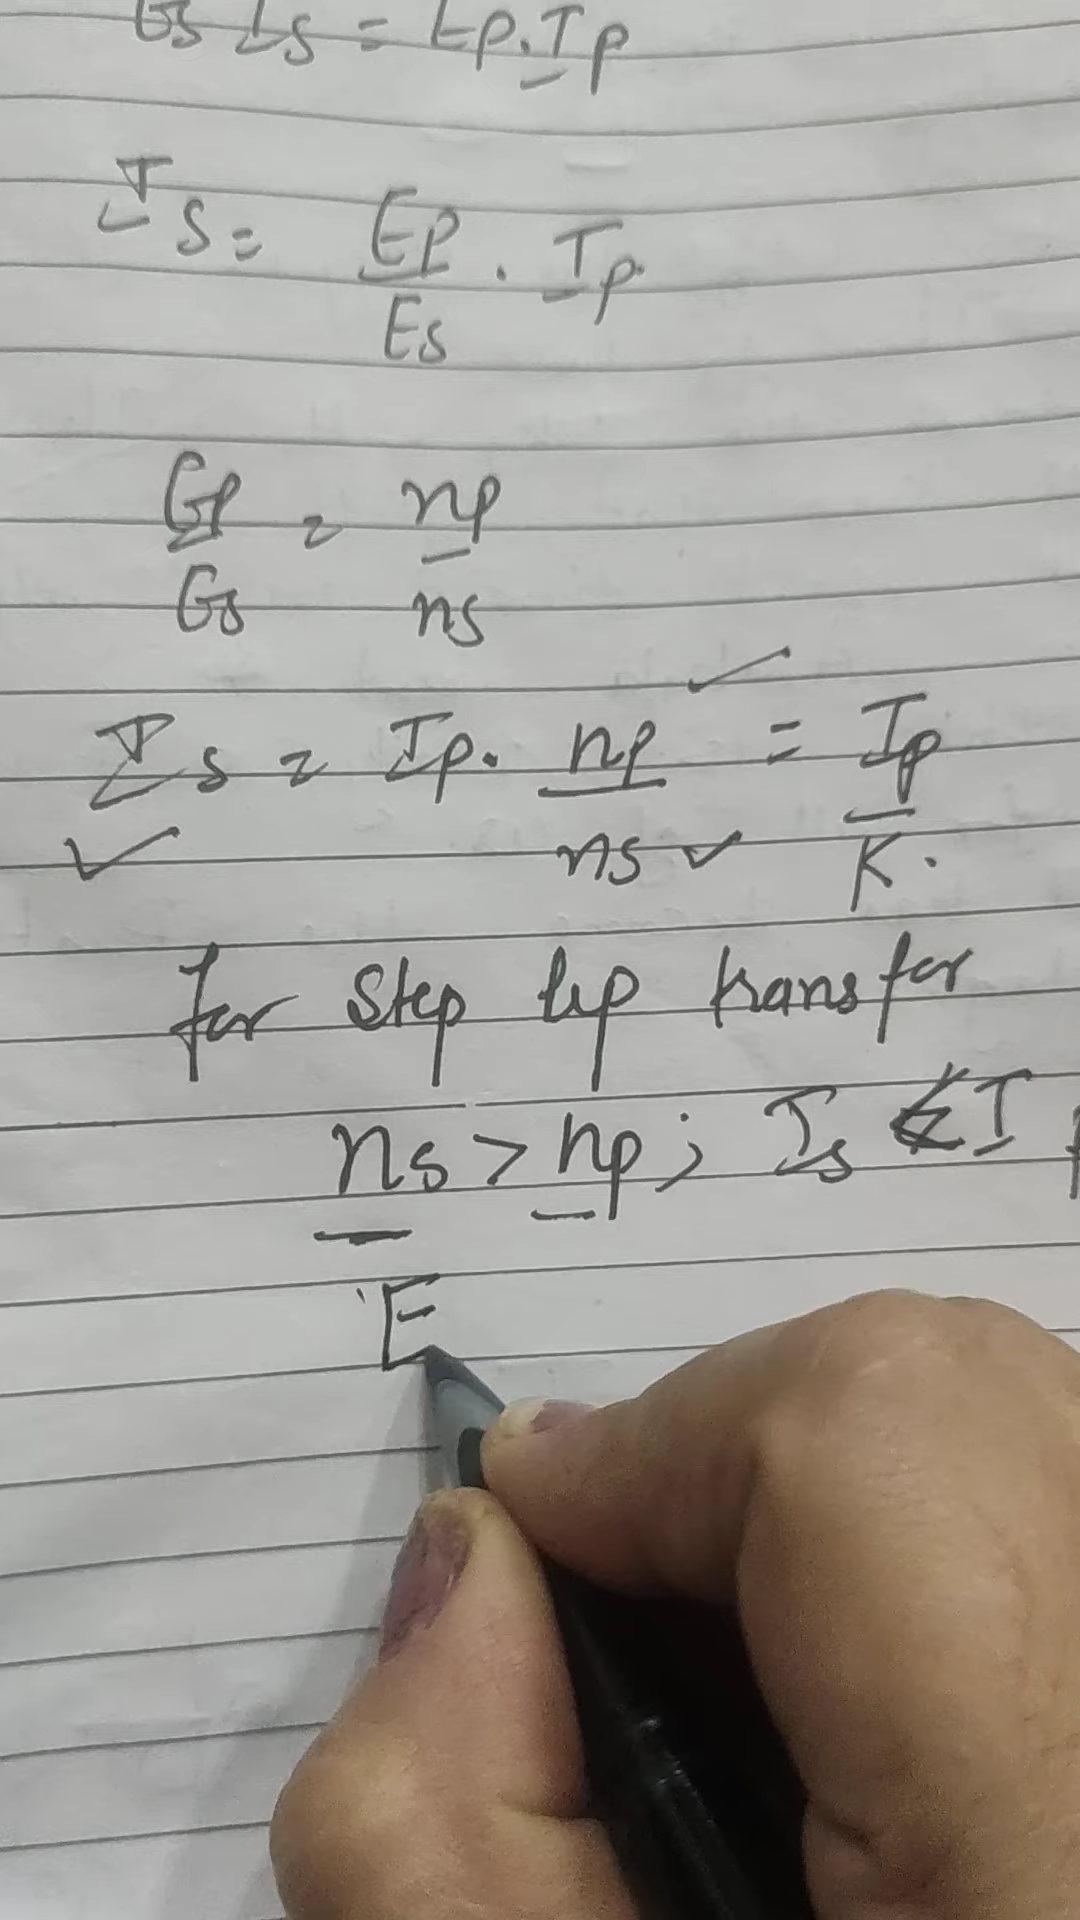 Es Is = Ep. Ip
Is = Ep/Es . Ip
Ep/Es = np/ns
Is = Ip. np/ns = Ip/K.
for step up transfor
ns > np; Is < I p
E